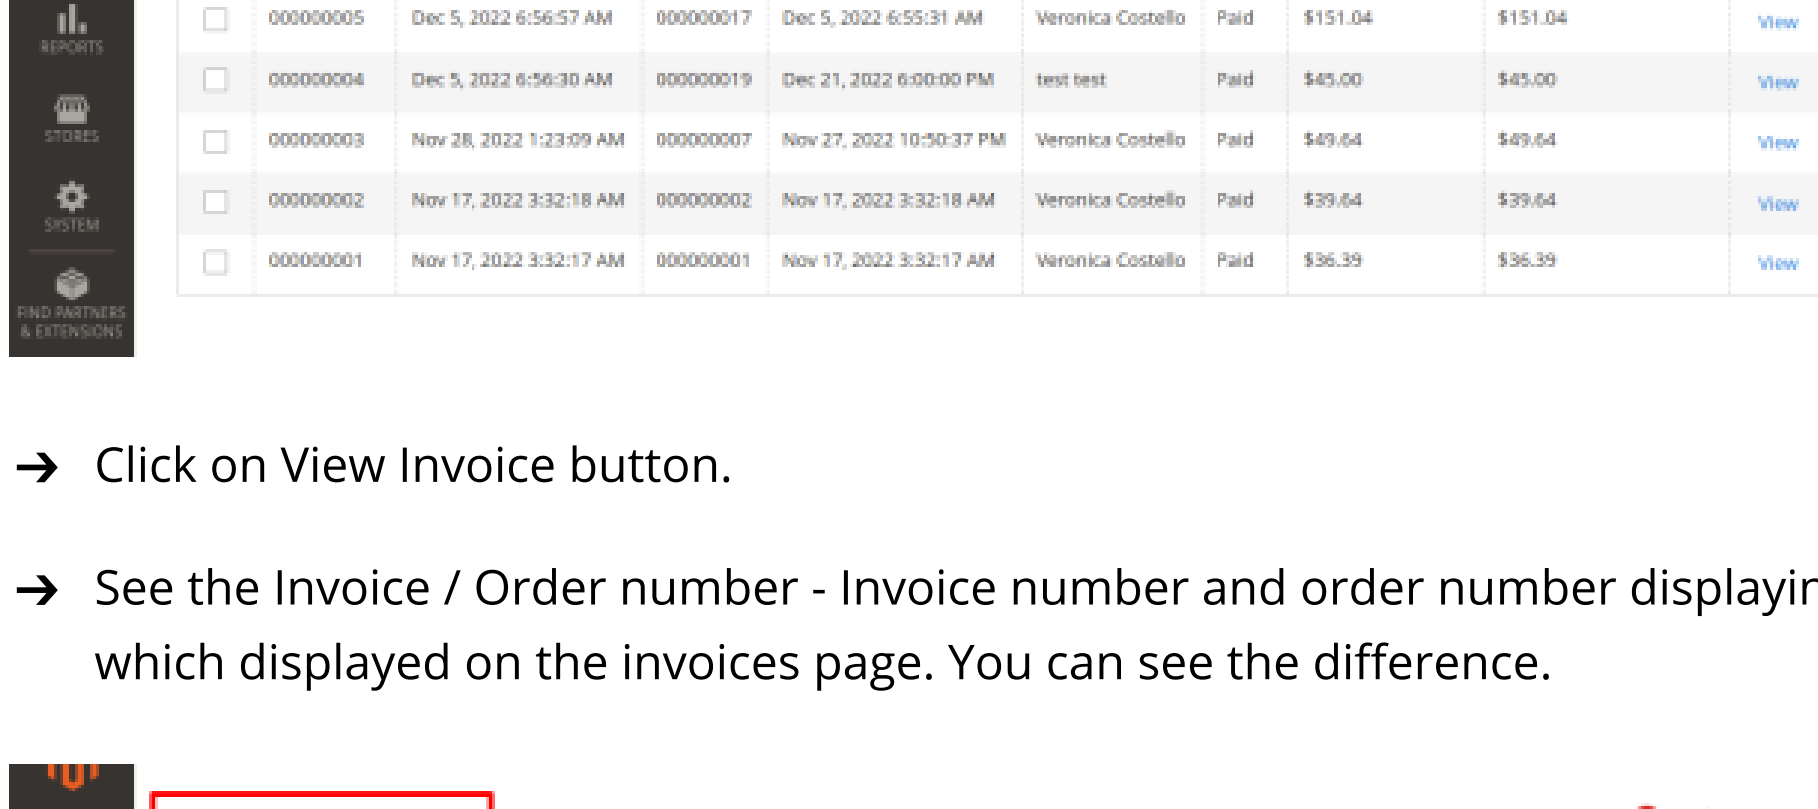 REPORTS
000000005 Dec 5, 2022 6:56:57 AM 000000017 Dec 5, 2022 6:55:31 AM Veronica Costello Paid $151.04 $151.04 View
000000004 Dec 5, 2022 6:56:30 AM 000000019 Dec 21, 2022 6:00:00 PM test test Paid $45.00 $45.00 View
STORES
000000003 Nov 28, 2022 1:23:09 AM 000000007 Nov 27, 2022 10:50:37 PM Veronica Costello Paid $49.64 $49.64 View
000000002 Nov 17, 2022 3:32:18 AM 000000002 Nov 17, 2022 3:32:18 AM Veronica Costello Paid $39.64 $39.64 View
SYSTEM
000000001 Nov 17, 2022 3:32:17 AM 000000001 Nov 17, 2022 3:32:17 AM Veronica Costello Paid $36.39 $36.39 View
FIND PARTNERS
& EXTENSIONS
➔ Click on View Invoice button.
➔ See the Invoice / Order number - Invoice number and order number displayin
which displayed on the invoices page. You can see the difference.